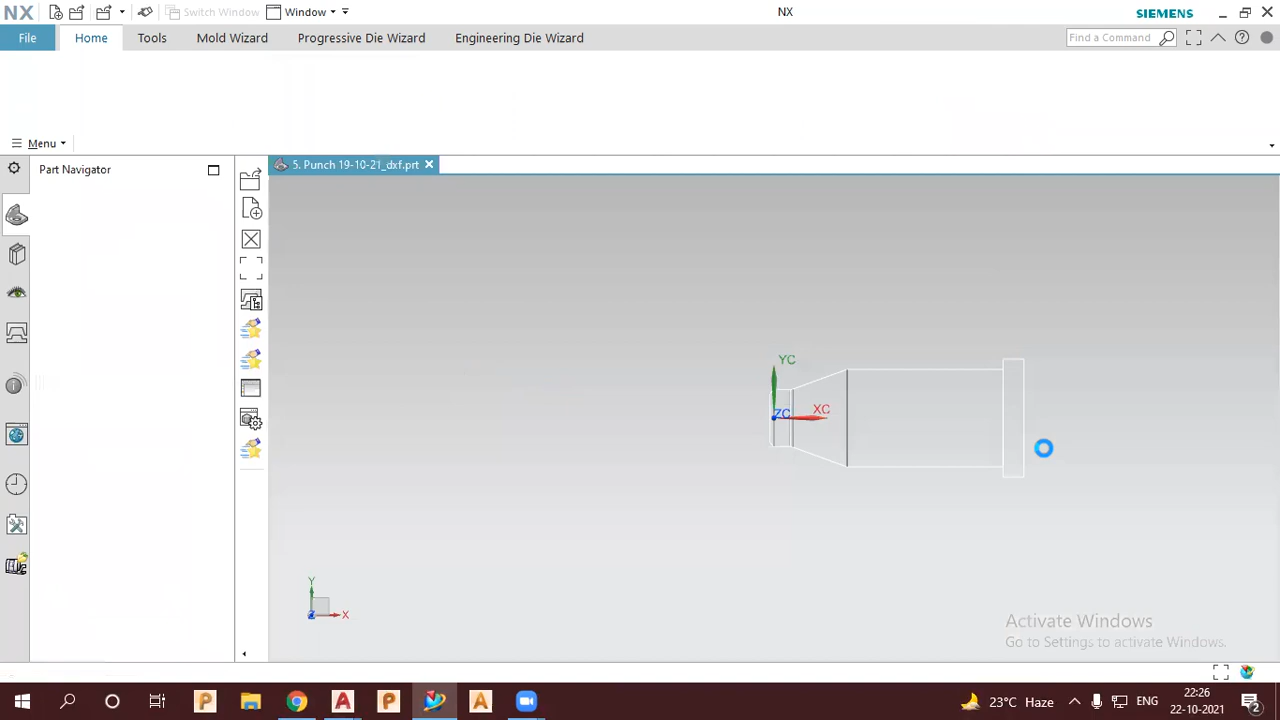 NX
Switch Window
Window
NX
SIEMENS
File
Home
Tools
Mold Wizard
Progressive Die Wizard
Engineering Die Wizard
Find a Command
Menu
Part Navigator
5. Punch 19-10-21_dxf.prt
YC
ZC
XC
Y
Z
X
Activate Windows
Go to Settings to activate Windows.
23°C Haze
ENG
22:26
22-10-2021
2